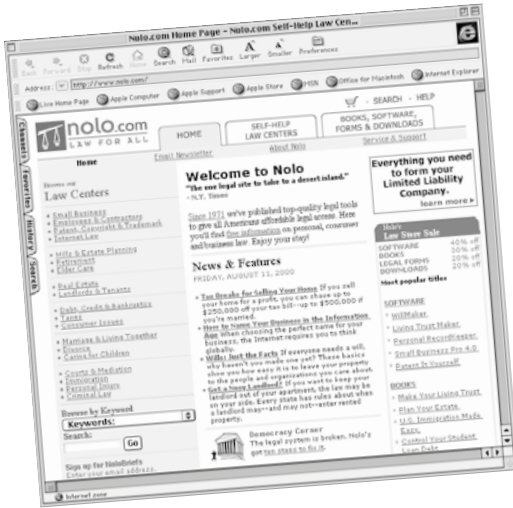 Nolo.com Home Page - Nolo.com Self-Help Law Cen...
Back Forward Stop Refresh Home Search Mail Favorites Larger Smaller Preferences
Address: http://www.nolo.com/
Live Home Page Apple Computer Apple Support Apple Store MSN Office for Macintosh Internet Explorer
Channels
Favorites
History
Search
nolo.com
LAW FOR ALL
SEARCH - HELP
HOME
SELF-HELP
LAW CENTERS
BOOKS, SOFTWARE,
FORMS & DOWNLOADS
Home
Email Newsletter
About Nolo
Service & Support
Browse our
Law Centers
• Small Business
• Employees & Contractors
• Patent, Copyright & Trademark
• Internet Law
• Wills & Estate Planning
• Retirement
• Elder Care
• Real Estate
• Landlords & Tenants
• Debt, Credit & Bankruptcy
• Taxes
• Consumer Issues
• Marriage & Living Together
• Divorce
• Caring for Children
• Courts & Mediation
• Immigration
• Personal Injury
• Criminal Law
Browse by Keyword
Keywords:
Search:
Go
Sign up for NoloBriefs
Enter your email address.
Welcome to Nolo
"The one legal site to take to a desert island."
- N.Y. Times
Since 1971 we've published top-quality legal tools
to give all Americans affordable legal access. Here
you'll find free information on personal, consumer
and business law. Enjoy your stay!
News & Features
FRIDAY, AUGUST 11, 2000
• Tax Breaks for Selling Your Home If you sell
your home for a profit, you can shave up to
$250,000 off your tax bill--up to $500,000 if
you're married.
• How to Name Your Business in the Information
Age When choosing the perfect name for your
business, the Internet requires you to think
globally.
• Wills: Just the Facts If everyone needs a will,
why haven't you made one yet? These basics
show you how easy it is to leave your property
to the people and organizations you care about.
• Got a New Landlord? If you want to keep your
landlord out of your apartment, the law may be
on your side. Every state has rules about when
a landlord may--and may not--enter rented
property.
Democracy Corner
The legal system is broken. Nolo's
got ten steps to fix it.
Everything you need
to form your
Limited Liability
Company.
learn more
Nolo's
Law Store Sale
SOFTWARE 40% off
BOOKS 30% off
LEGAL FORMS 20% off
DOWNLOADS 20% off
Most popular titles
SOFTWARE
• WillMaker
• Living Trust Maker
• Personal RecordKeeper
• Small Business Pro 4.0
• Patent It Yourself
BOOKS
• Make Your Living Trust
• Plan Your Estate
• U.S. Immigration Made
Easy
• Control Your Student
Loan Debt
Internet zone